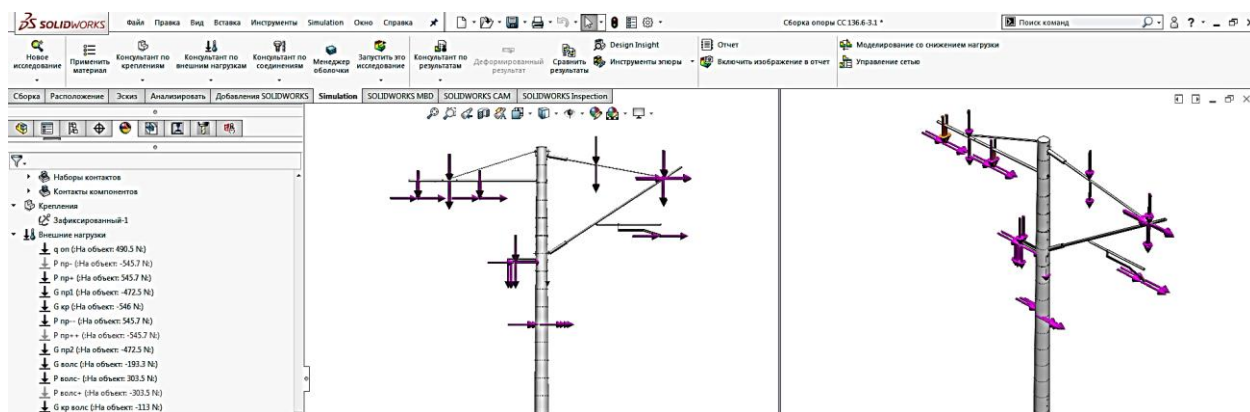 SOLIDWORKS Файл Правка Вид Вставка Инструменты Simulation Окно Справка Сборка опоры СС 136.6-3.1 * Поиск команд
Новое исследование
Применить материал
Консультант по креплениям
Консультант по внешним нагрузкам
Консультант по соединениям
Менеджер оболочки
Запустить это исследование
Консультант по результатам
Деформированный результат
Сравнить результаты
Design Insight
Инструменты эпюры
Отчет
Включить изображение в отчет
Моделирование со снижением нагрузки
Управление сетью
Сборка Расположение Эскиз Анализировать Добавления SOLIDWORKS Simulation SOLIDWORKS MBD SOLIDWORKS CAM SOLIDWORKS Inspection
Наборы контактов
Контакты компонентов
Крепления
Зафиксированный-1
Внешние нагрузки
q оп (:На объект: 490.5 N:)
P пр- (:На объект: -545.7 N:)
P пр+ (:На объект: 545.7 N:)
G пр1 (:На объект: -472.5 N:)
G кр (:На объект: -546 N:)
P пр-- (:На объект: 545.7 N:)
P пр++ (:На объект: -545.7 N:)
G пр2 (:На объект: -472.5 N:)
G волс (:На объект: -193.3 N:)
P волс- (:На объект: 303.5 N:)
P волс+ (:На объект: -303.5 N:)
G кр волс (:На объект: -113 N:)